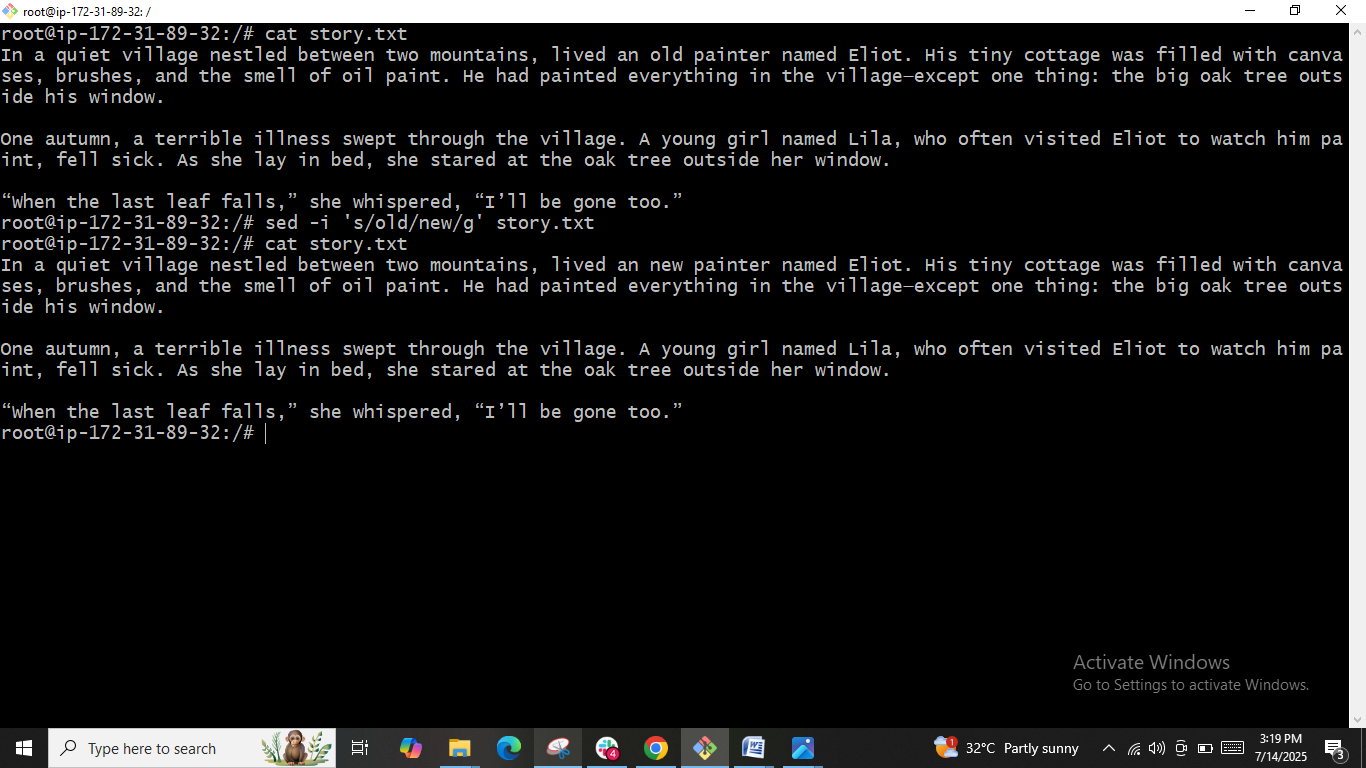 root@ip-172-31-89-32: /
root@ip-172-31-89-32:/# cat story.txt
In a quiet village nestled between two mountains, lived an old painter named Eliot. His tiny cottage was filled with canva
ses, brushes, and the smell of oil paint. He had painted everything in the village—except one thing: the big oak tree outs
ide his window.

One autumn, a terrible illness swept through the village. A young girl named Lila, who often visited Eliot to watch him pa
int, fell sick. As she lay in bed, she stared at the oak tree outside her window.

“When the last leaf falls,” she whispered, “I’ll be gone too.”
root@ip-172-31-89-32:/# sed -i 's/old/new/g' story.txt
root@ip-172-31-89-32:/# cat story.txt
In a quiet village nestled between two mountains, lived an new painter named Eliot. His tiny cottage was filled with canva
ses, brushes, and the smell of oil paint. He had painted everything in the village—except one thing: the big oak tree outs
ide his window.

One autumn, a terrible illness swept through the village. A young girl named Lila, who often visited Eliot to watch him pa
int, fell sick. As she lay in bed, she stared at the oak tree outside her window.

“When the last leaf falls,” she whispered, “I’ll be gone too.”
root@ip-172-31-89-32:/#
Activate Windows
Go to Settings to activate Windows.
Type here to search
4
W
1
32°C Partly sunny
3:19 PM
7/14/2025
3